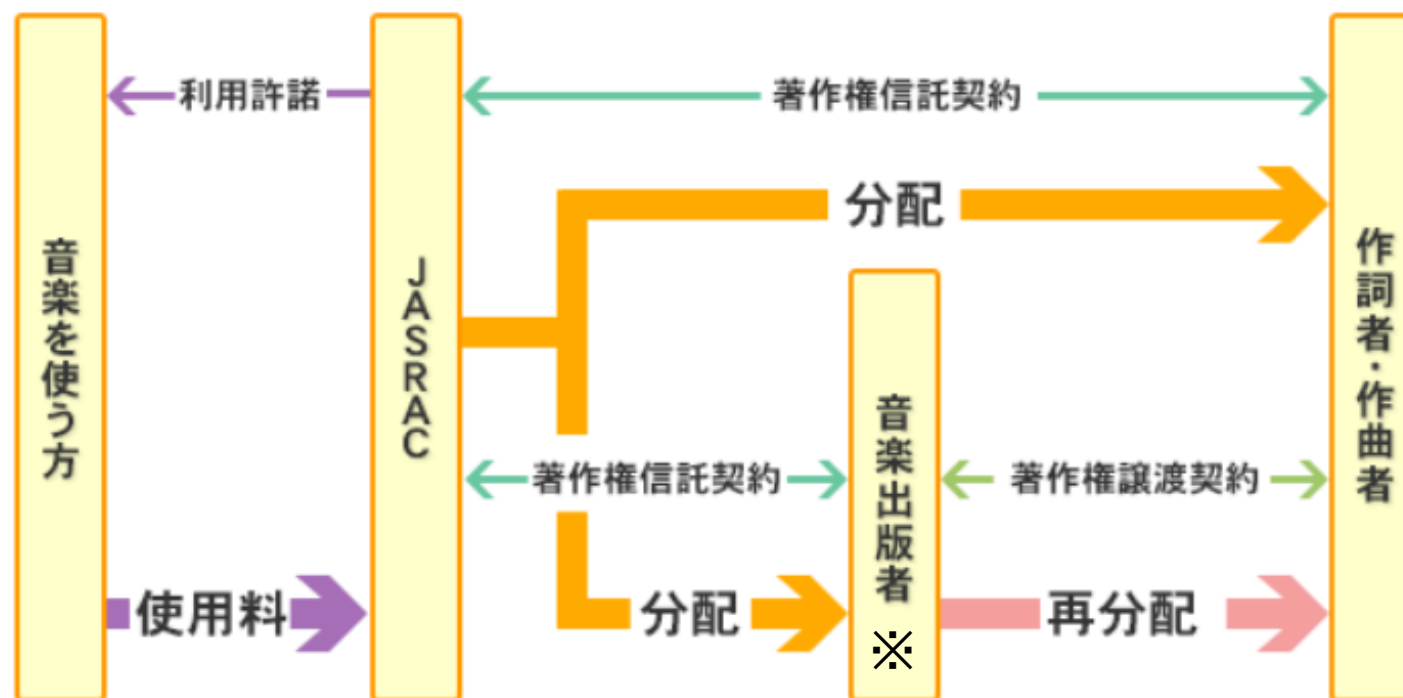 利用許諾
著作権信託契約
分配
音楽を使う方
JASRAC
作詞者・作曲者
音楽出版者
※
著作権信託契約
著作権譲渡契約
使用料
分配
再分配